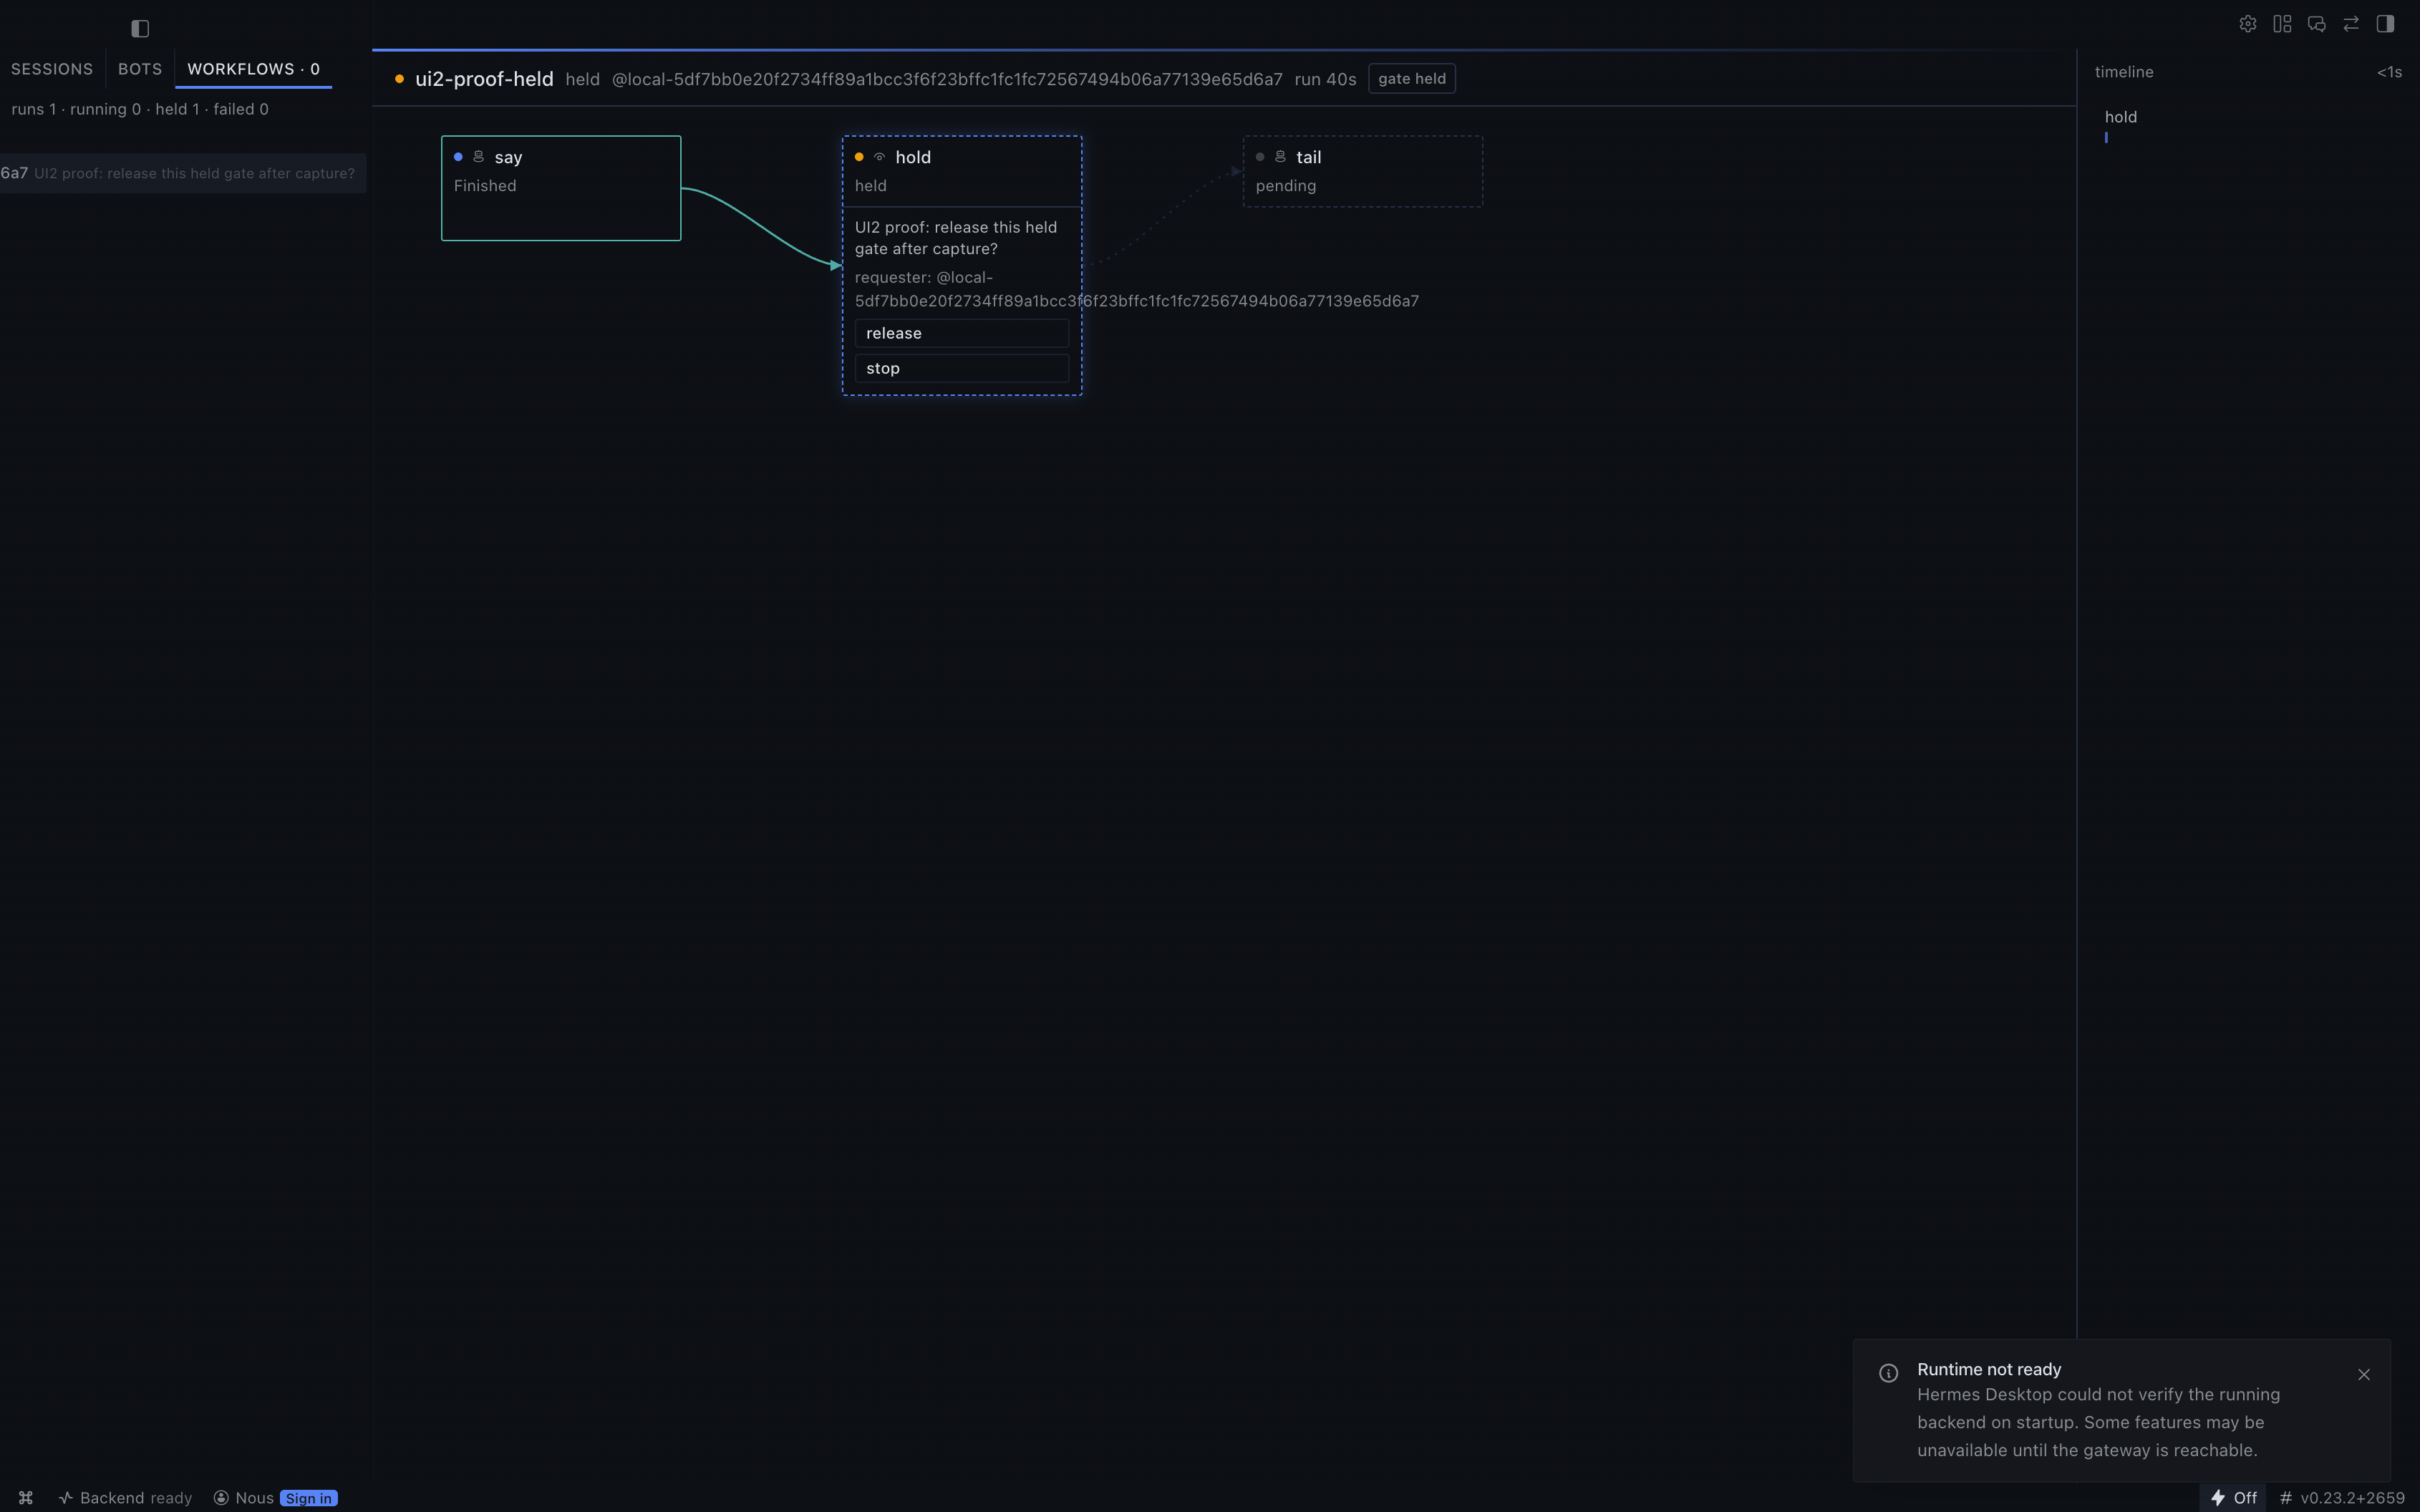 SESSIONS BOTS WORKFLOWS · 0
runs 1 · running 0 · held 1 · failed 0
6a7 UI2 proof: release this held gate after capture?
ui2-proof-held held @local-5df7bb0e20f2734ff89a1bcc3f6f23bffc1fc1fc72567494b06a77139e65d6a7 run 40s gate held
say
Finished
hold
held
UI2 proof: release this held
gate after capture?
requester: @local-
5df7bb0e20f2734ff89a1bcc3f6f23bffc1fc1fc72567494b06a77139e65d6a7
release
stop
tail
pending
timeline <1s
hold
Runtime not ready
Hermes Desktop could not verify the running
backend on startup. Some features may be
unavailable until the gateway is reachable.
Backend ready Nous Sign in
Off # v0.23.2+2659